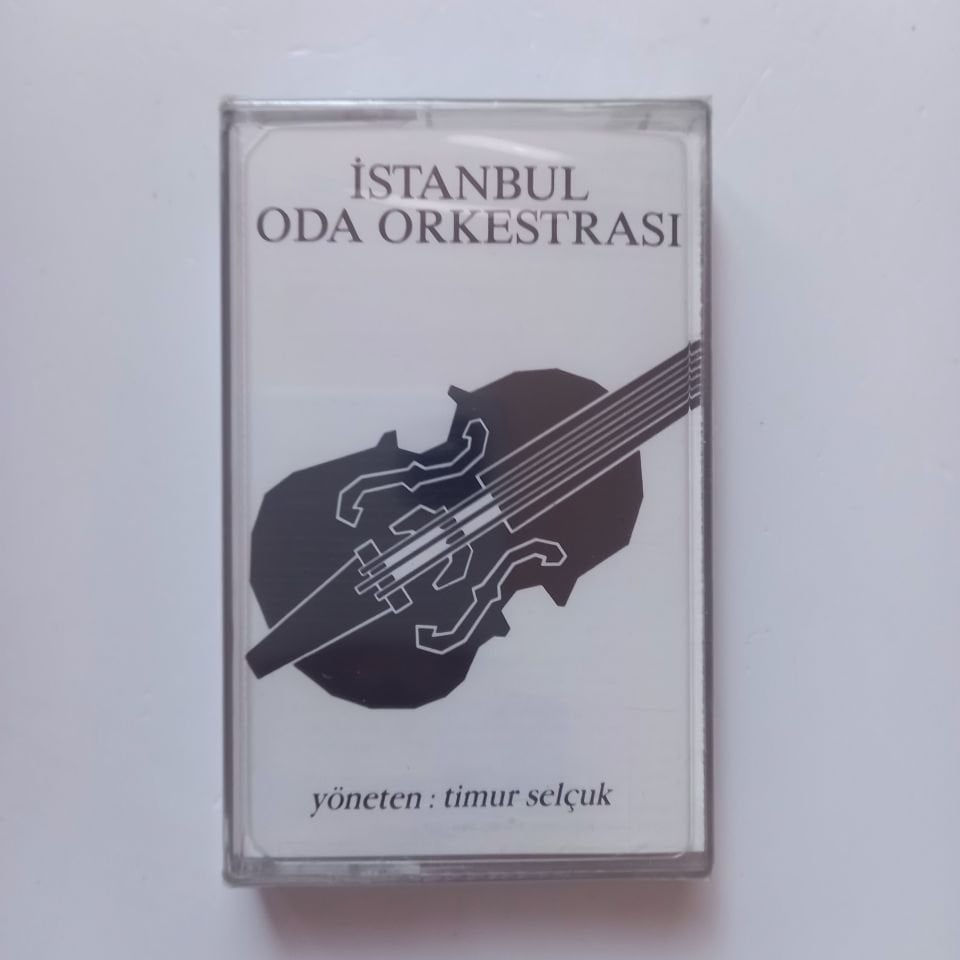 İSTANBUL
ODA ORKESTRASI
yöneten : timur selçuk